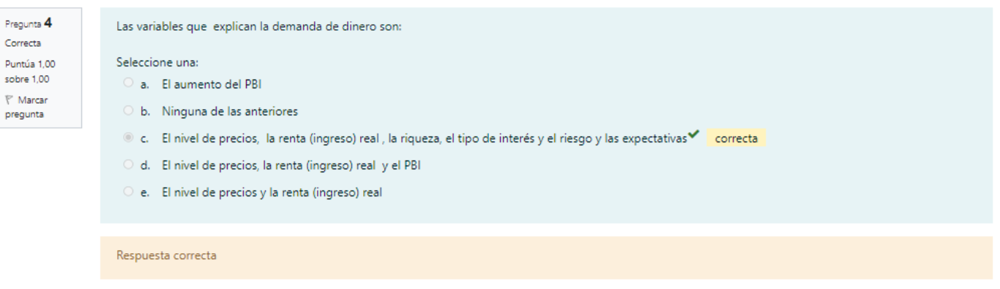 Pregunta 4
Correcta
Puntúa 1,00
sobre 1,00
Marcar
pregunta
Las variables que explican la demanda de dinero son:
Seleccione una:
a. El aumento del PBI
b. Ninguna de las anteriores
c. El nivel de precios, la renta (ingreso) real , la riqueza, el tipo de interés y el riesgo y las expectativas correcta
d. El nivel de precios, la renta (ingreso) real y el PBI
e. El nivel de precios y la renta (ingreso) real
Respuesta correcta